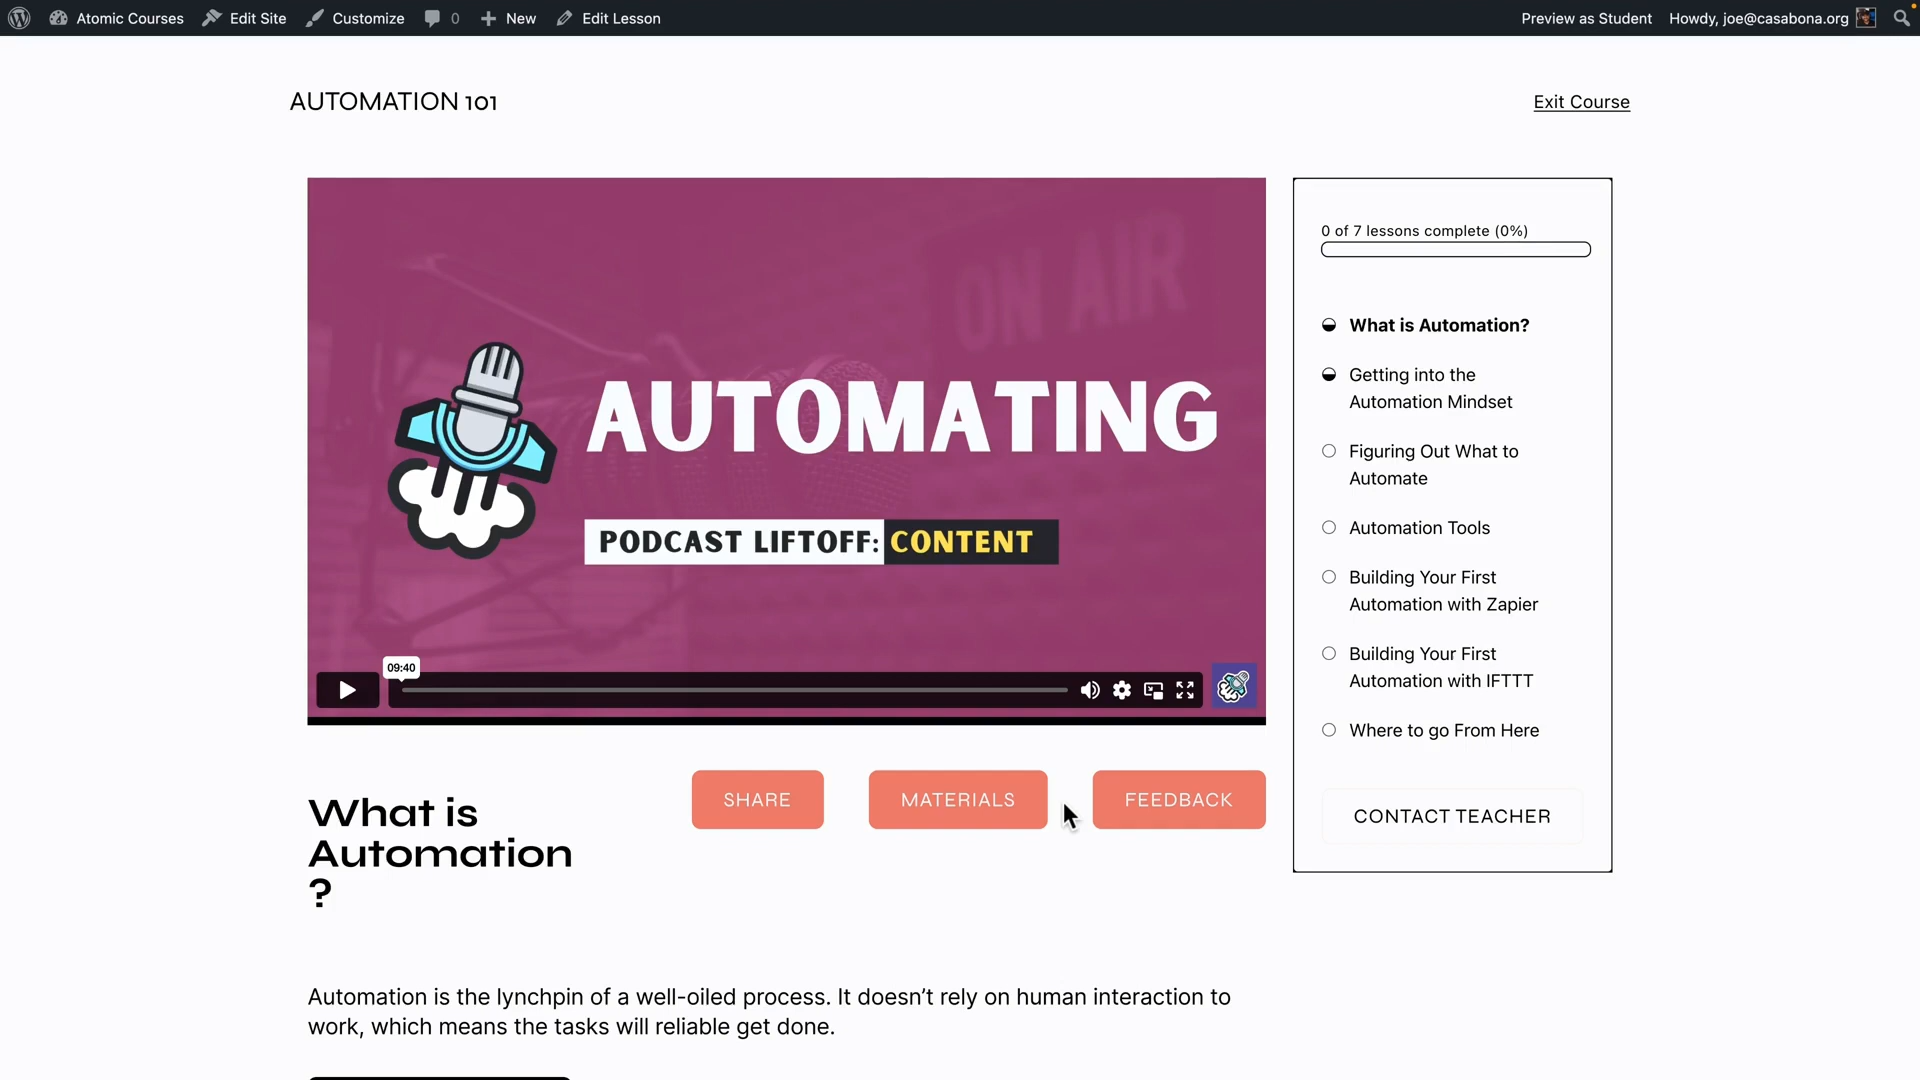 Atomic Courses
Edit Site
Customize
0
New
Edit Lesson
Preview as Student
Howdy, joe@casabona.org
AUTOMATION 101
Exit Course
ON AIR
AUTOMATING
PODCAST LIFTOFF: CONTENT
09:40
0 of 7 lessons complete (0%)
What is Automation?
Getting into the
Automation Mindset
Figuring Out What to
Automate
Automation Tools
Building Your First
Automation with Zapier
Building Your First
Automation with IFTTT
Where to go From Here
CONTACT TEACHER
SHARE
MATERIALS
FEEDBACK
What is
Automation
?
Automation is the lynchpin of a well-oiled process. It doesn’t rely on human interaction to
work, which means the tasks will reliable get done.